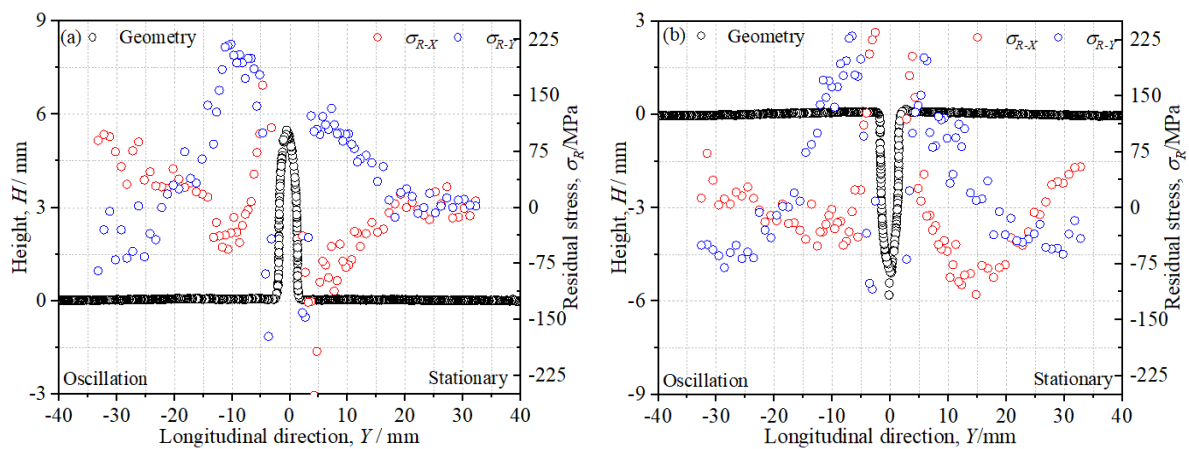 (a) Geometry σR-X σR-Y
9
6
3
0
-3
Height, H / mm
225
150
75
0
-75
-150
-225
Residual stress, σR/MPa
Oscillation Stationary
-40 -30 -20 -10 0 10 20 30 40
Longitudinal direction, Y / mm
(b) Geometry σR-X σR-Y
3
0
-3
-6
-9
Height, H / mm
225
150
75
0
-75
-150
-225
Residual stress, σR/MPa
Oscillation Stationary
-40 -30 -20 -10 0 10 20 30 40
Longitudinal direction, Y/mm